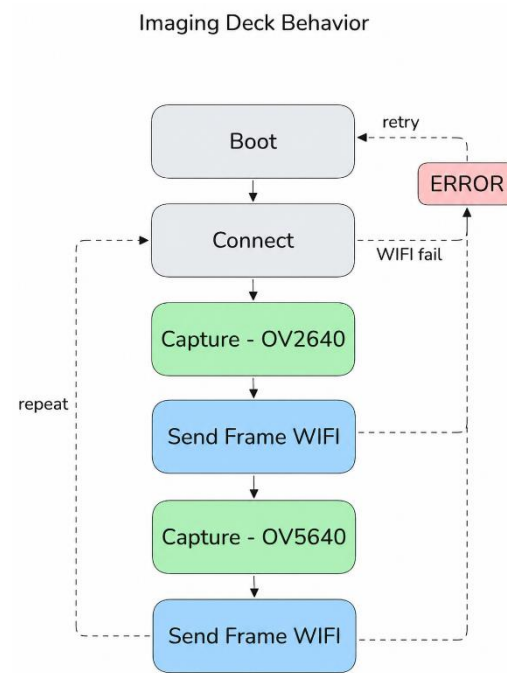 Imaging Deck Behavior
retry
Boot
ERROR
Connect
WIFI fail
Capture - OV2640
repeat
Send Frame WIFI
Capture - OV5640
Send Frame WIFI